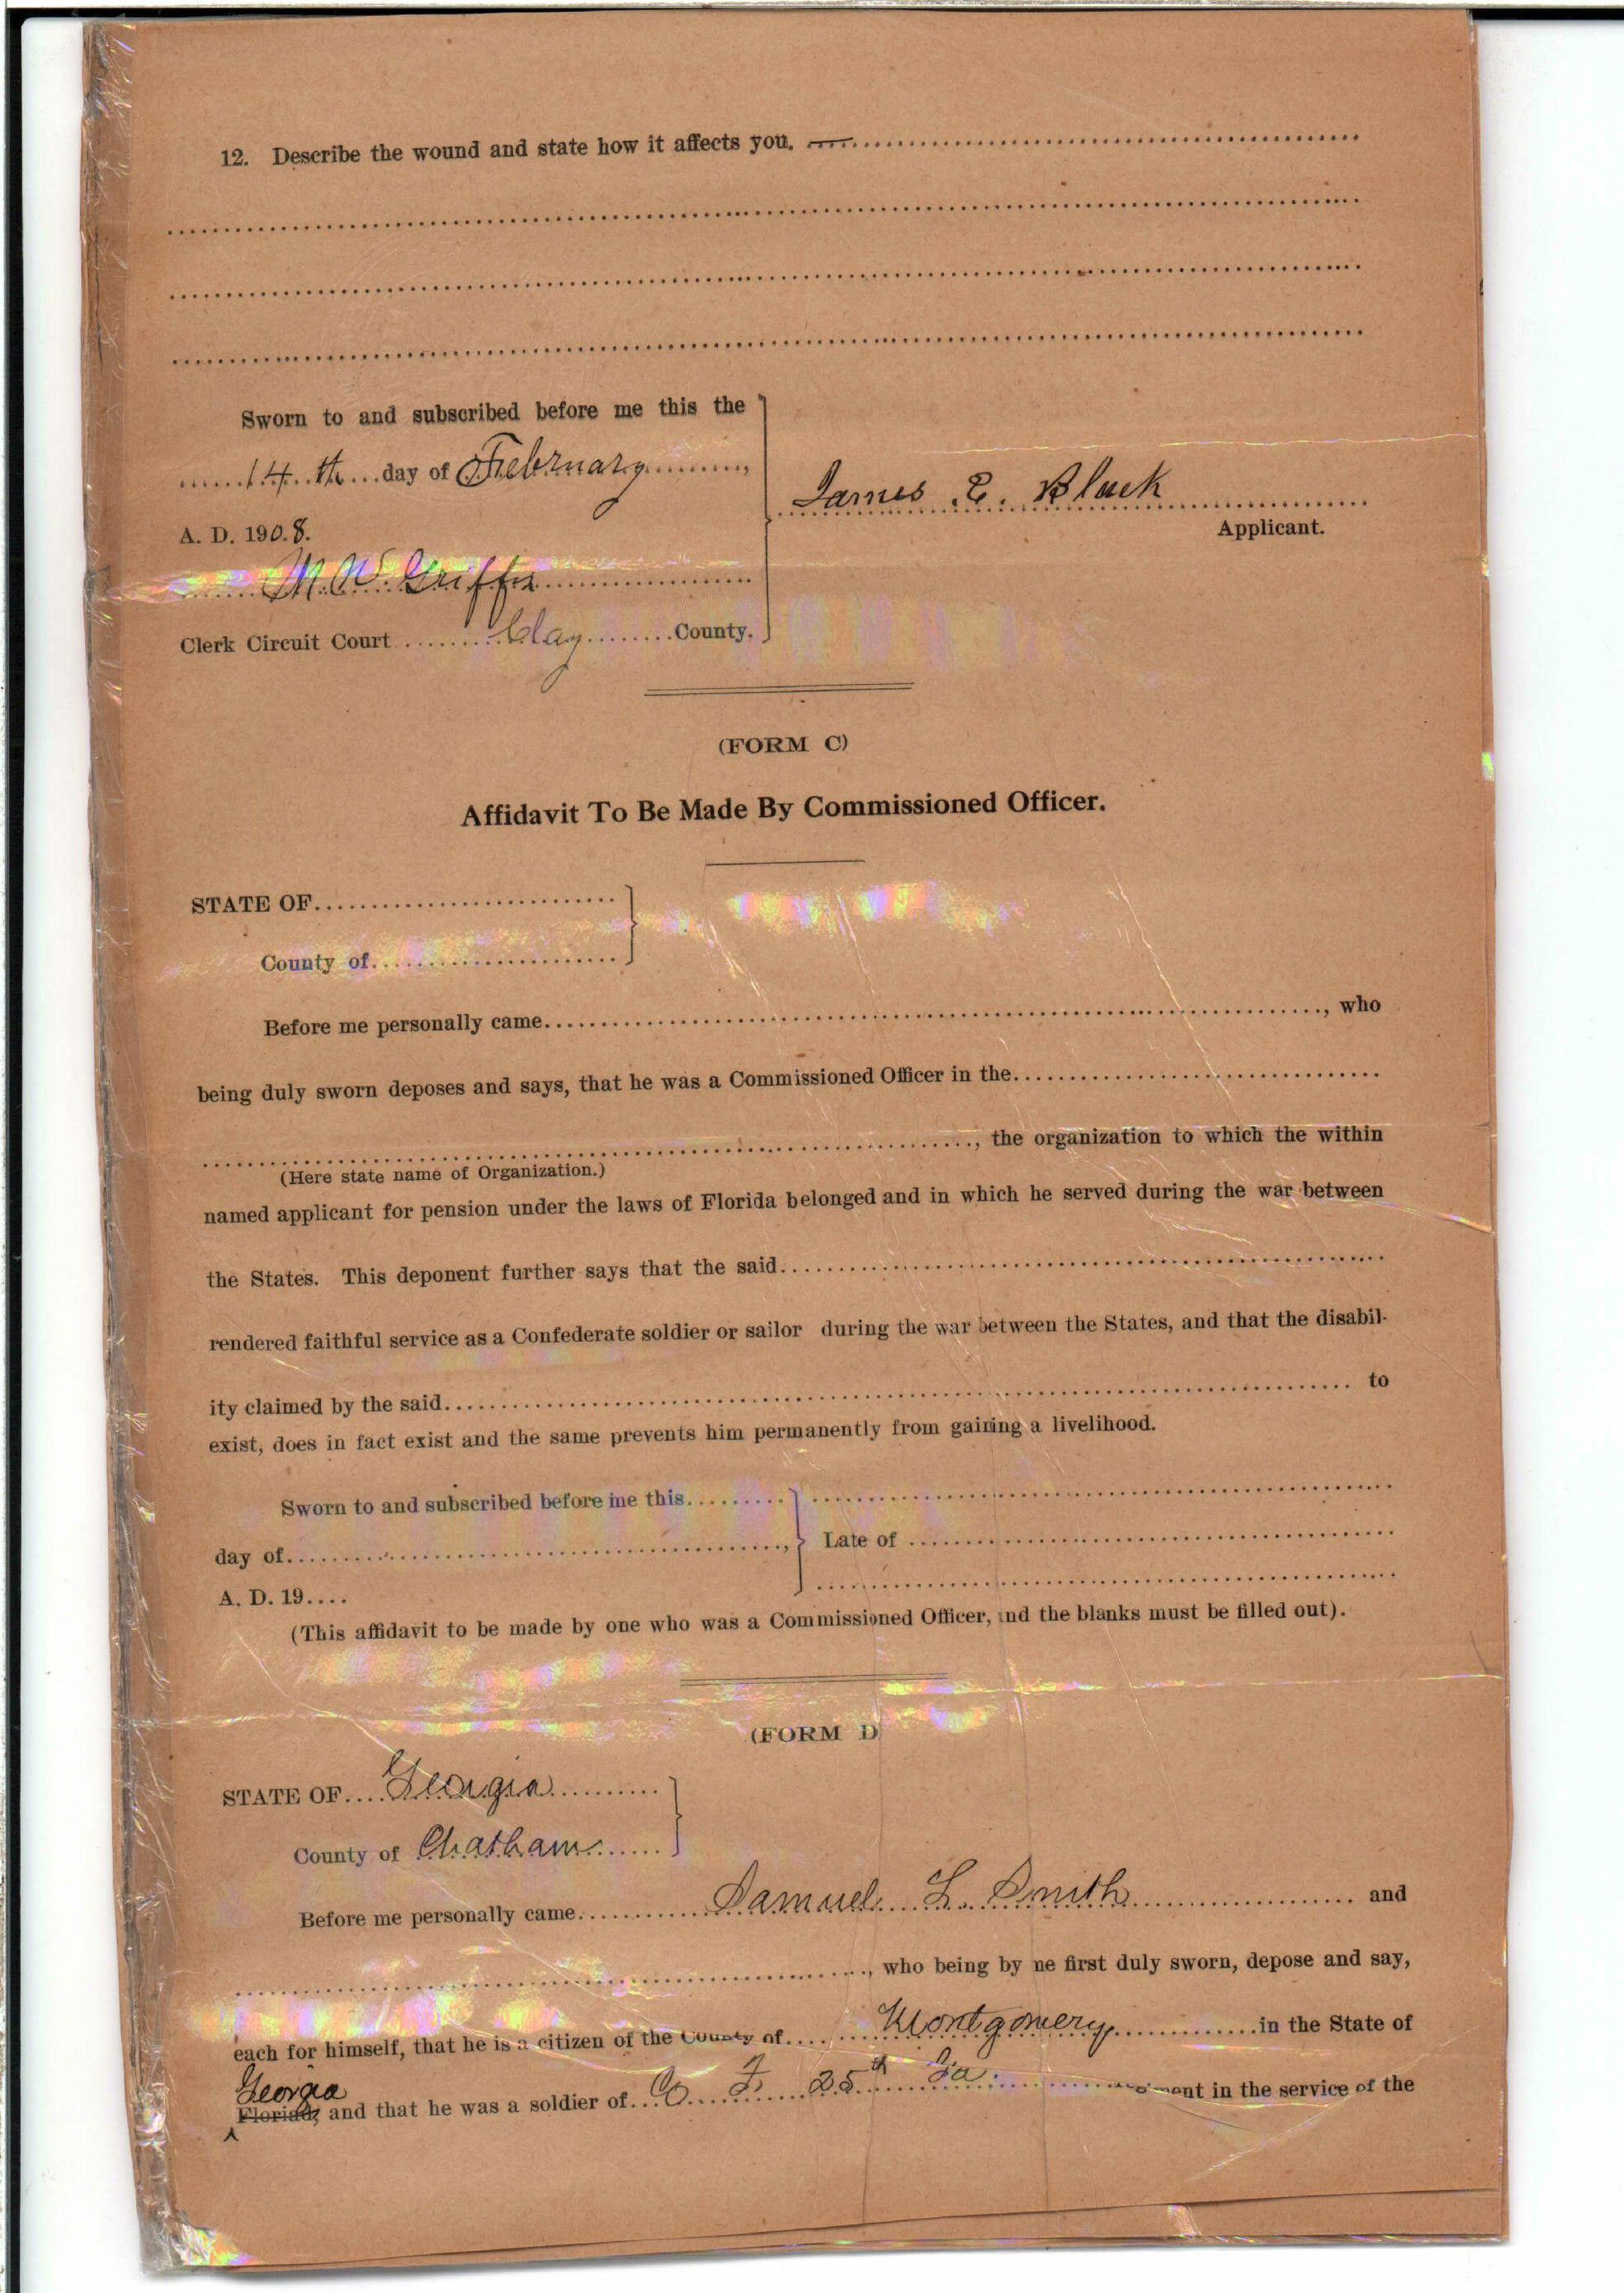 12. Describe the wound and state how it affects you. —
Sworn to and subscribed before me this the
14th day of February,
A. D. 1908.
James E. Black
Applicant.
M. W. Griffin
Clerk Circuit Court Clay County.
(FORM C)
Affidavit To Be Made By Commissioned Officer.
STATE OF
County of
Before me personally came, who
being duly sworn deposes and says, that he was a Commissioned Officer in the
, the organization to which the within
(Here state name of Organization.)
named applicant for pension under the laws of Florida belonged and in which he served during the war between
the States. This deponent further says that the said
rendered faithful service as a Confederate soldier or sailor during the war between the States, and that the disabil-
ity claimed by the said to
exist, does in fact exist and the same prevents him permanently from gaining a livelihood.
Sworn to and subscribed before me this
day of, Late of
A. D. 19....
(This affidavit to be made by one who was a Commissioned Officer, and the blanks must be filled out).
(FORM D
STATE OF Georgia
County of Chatham
Before me personally came Samuel L. Smith and
, who being by me first duly sworn, depose and say,
each for himself, that he is a citizen of the County of Montgomery in the State of
Georgia
Floriad, and that he was a soldier of Co F 25th Ga. regiment in the service of the